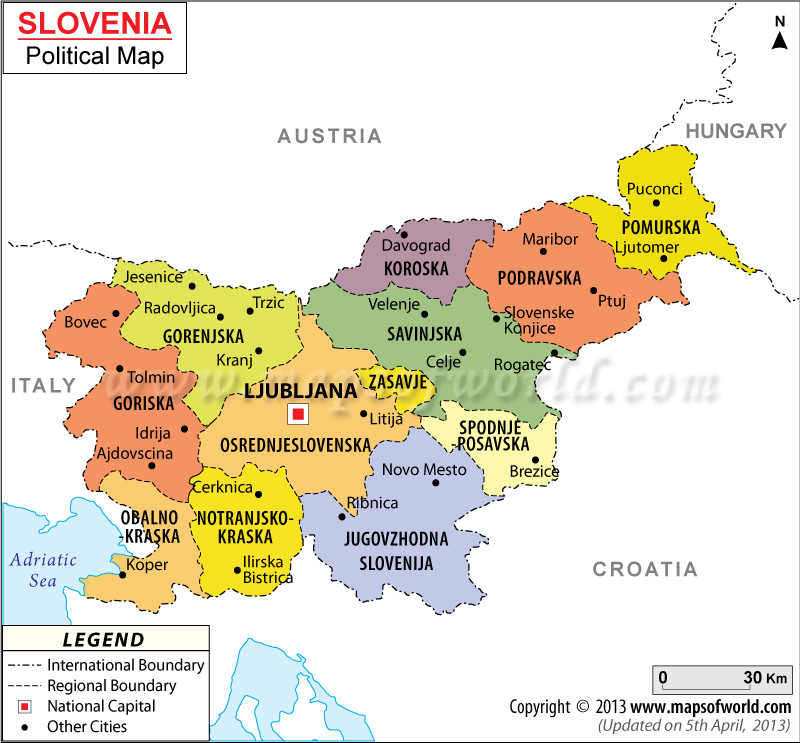 SLOVENIA
Political Map
N
AUSTRIA
HUNGARY
Puconci
POMURSKA
Ljutomer
Davograd
KOROSKA
Maribor
PODRAVSKA
Ptuj
Jesenice
Radovljica
Trzic
GORENJSKA
Kranj
Bovec
Velenje
SAVINJSKA
Slovenske
Konjice
Celje
Rogatec
ITALY
Tolmin
GORISKA
Idrija
Ajdovscina
www.mapsofworld.com
LJUBLJANA
ZASAVJE
Litija
OSREDNJESLOVENSKA
SPODNJE
-POSAVSKA
Brezice
Novo Mesto
Ribnica
JUGOVZHODNA
SLOVENIJA
Cerknica
NOTRANJSKO-
KRASKA
Ilirska
Bistrica
OBALNO
-KRASKA
Koper
Adriatic
Sea
CROATIA
LEGEND
International Boundary
Regional Boundary
National Capital
Other Cities
0 30 Km
Copyright © 2013 www.mapsofworld.com
(Updated on 5th April, 2013)